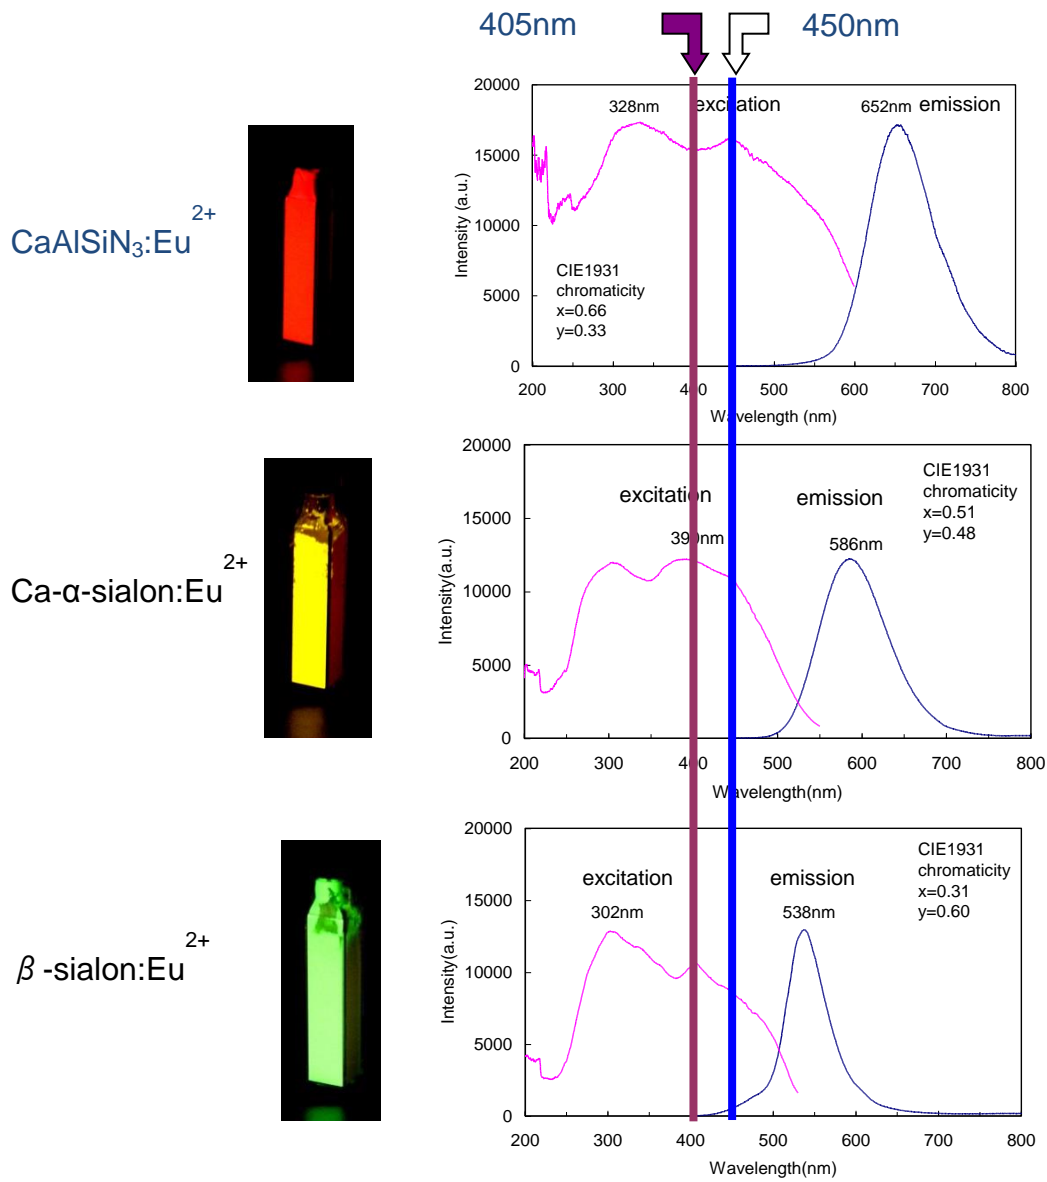 405nm
450nm
CaAlSiN₃:Eu²⁺
20000
15000
10000
5000
0
Intensity (a.u.)
328nm
excitation
652nm
emission
CIE1931
chromaticity
x=0.66
y=0.33
200 300 400 500 600 700 800
Wavelength (nm)
Ca-α-sialon:Eu²⁺
20000
15000
10000
5000
0
Intensity(a.u.)
excitation
390nm
emission
586nm
CIE1931
chromaticity
x=0.51
y=0.48
200 300 400 500 600 700 800
Wavelength(nm)
β-sialon:Eu²⁺
20000
15000
10000
5000
0
Intensity(a.u.)
excitation
302nm
emission
538nm
CIE1931
chromaticity
x=0.31
y=0.60
200 300 400 500 600 700 800
Wavelength(nm)